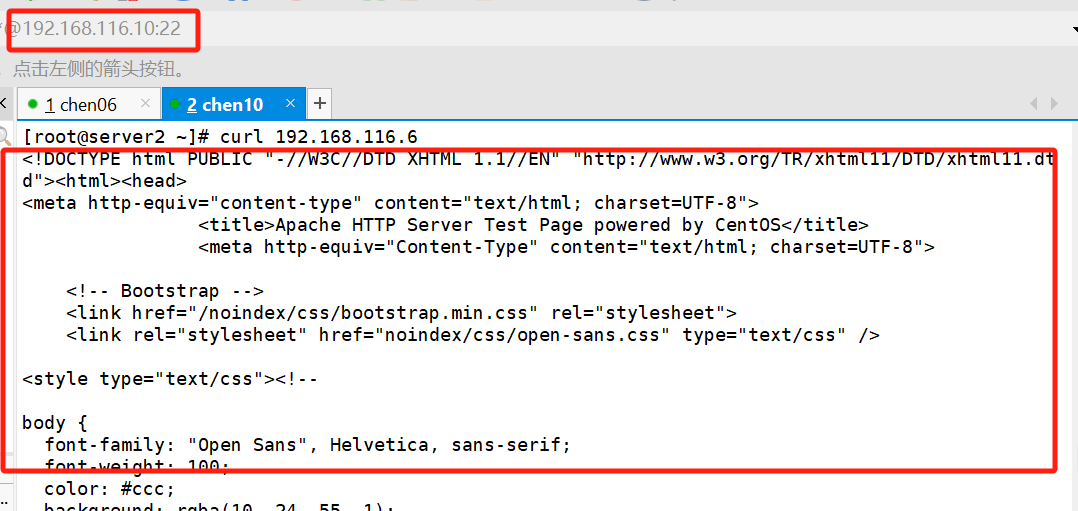 @192.168.116.10:22
点击左侧的箭头按钮。
1 chen06 ×
2 chen10 × +
[root@server2 ~]# curl 192.168.116.6
<!DOCTYPE html PUBLIC "-//W3C//DTD XHTML 1.1//EN" "http://www.w3.org/TR/xhtml11/DTD/xhtml11.dt
d"><html><head>
<meta http-equiv="content-type" content="text/html; charset=UTF-8">
<title>Apache HTTP Server Test Page powered by CentOS</title>
<meta http-equiv="Content-Type" content="text/html; charset=UTF-8">
<!-- Bootstrap -->
<link href="/noindex/css/bootstrap.min.css" rel="stylesheet">
<link rel="stylesheet" href="noindex/css/open-sans.css" type="text/css" />
<style type="text/css"><!--
body {
font-family: "Open Sans", Helvetica, sans-serif;
font-weight: 100;
color: #ccc;
background: rgba(10, 24, 55, 1);